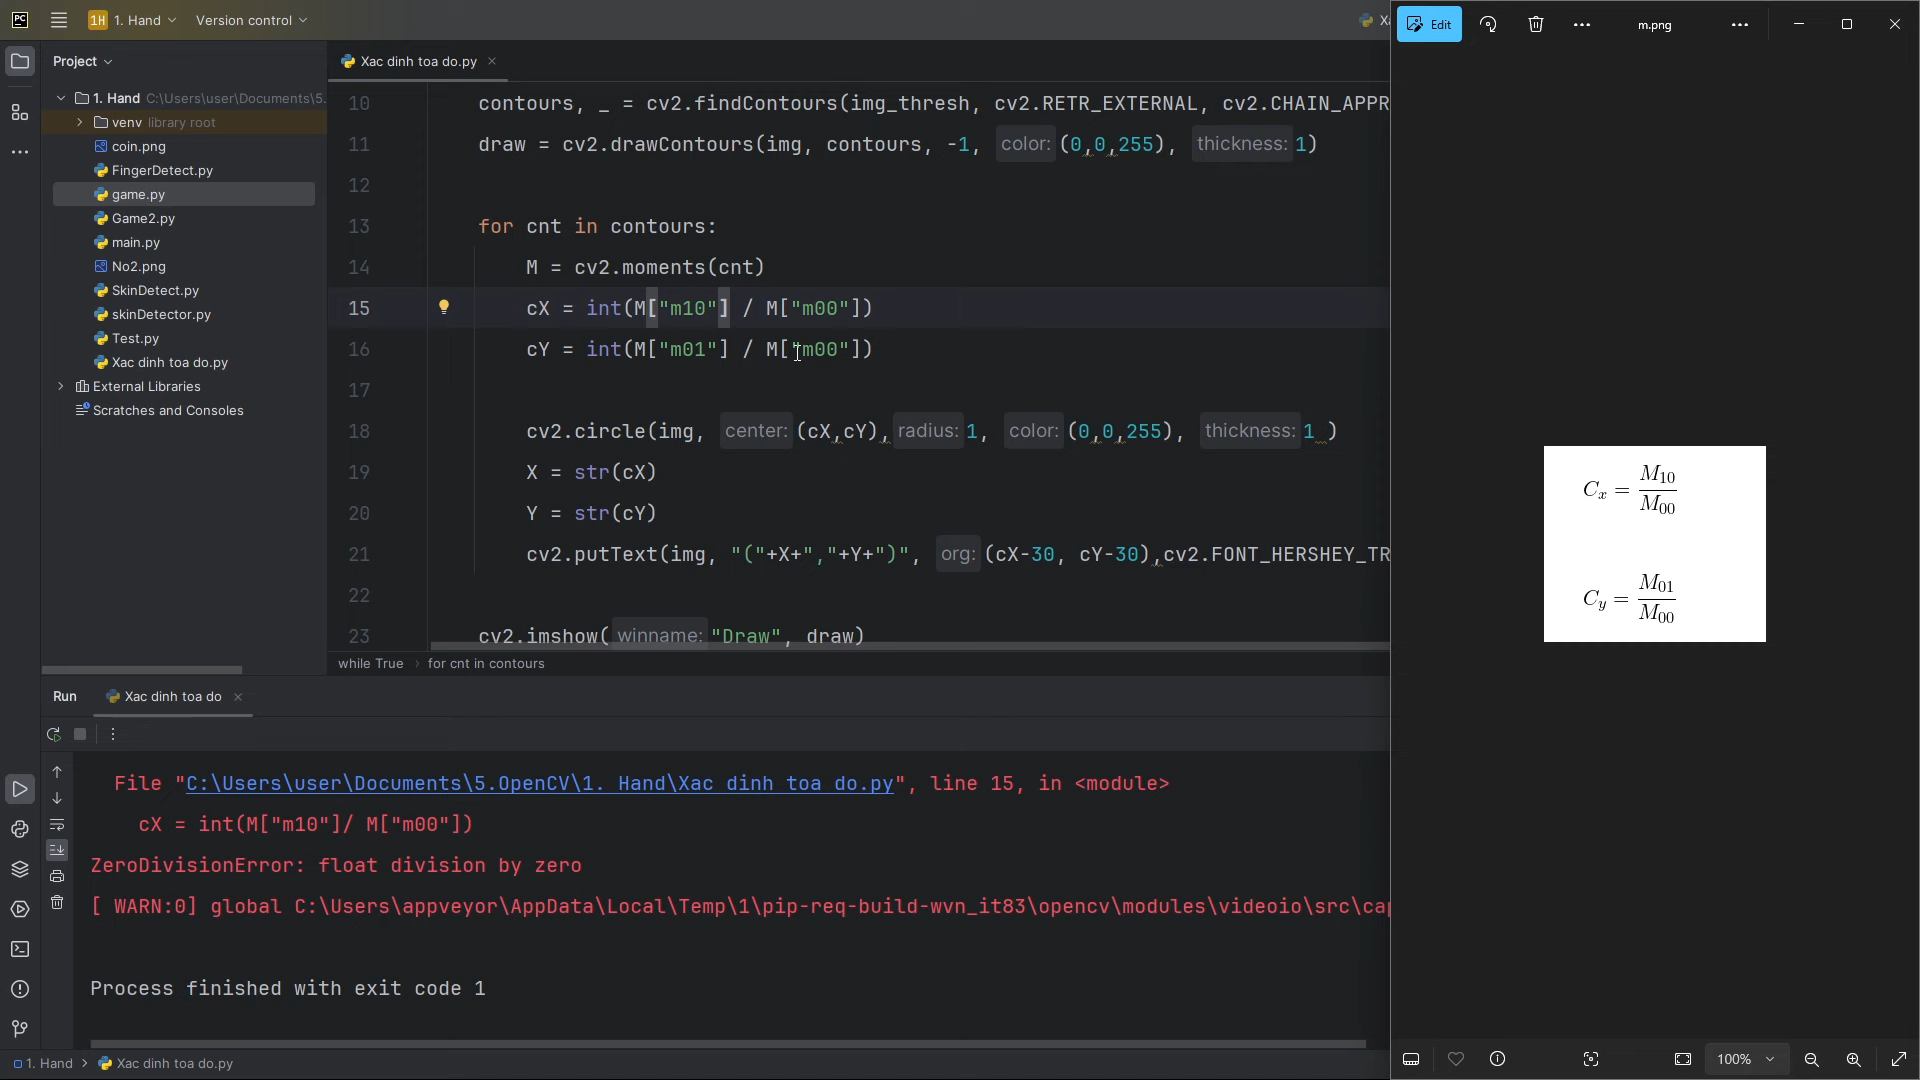 PC
1H 1. Hand
Version control
Project
1. Hand C:\Users\user\Documents\5.
venv library root
coin.png
FingerDetect.py
game.py
Game2.py
main.py
No2.png
SkinDetect.py
skinDetector.py
Test.py
Xac dinh toa do.py
External Libraries
Scratches and Consoles
Xac dinh toa do.py
10 contours, _ = cv2.findContours(img_thresh, cv2.RETR_EXTERNAL, cv2.CHAIN_APPR
11 draw = cv2.drawContours(img, contours, -1, color: (0,0,255), thickness: 1)
12
13 for cnt in contours:
14 M = cv2.moments(cnt)
15 cX = int(M["m10"] / M["m00"])
16 cY = int(M["m01"] / M["m00"])
17
18 cv2.circle(img, center: (cX,cY), radius: 1, color: (0,0,255), thickness: 1 )
19 X = str(cX)
20 Y = str(cY)
21 cv2.putText(img, "("+X+","+Y+")", org: (cX-30, cY-30),cv2.FONT_HERSHEY_TR
22
23 cv2.imshow( winname: "Draw", draw)
while True › for cnt in contours
Run Xac dinh toa do
File "C:\Users\user\Documents\5.OpenCV\1. Hand\Xac dinh toa do.py", line 15, in <module>
cX = int(M["m10"]/ M["m00"])
ZeroDivisionError: float division by zero
[ WARN:0] global C:\Users\appveyor\AppData\Local\Temp\1\pip-req-build-wvn_it83\opencv\modules\videoio\src\cap
Process finished with exit code 1
1. Hand › Xac dinh toa do.py
Edit
m.png
Cx = M10 / M00
Cy = M01 / M00
100%